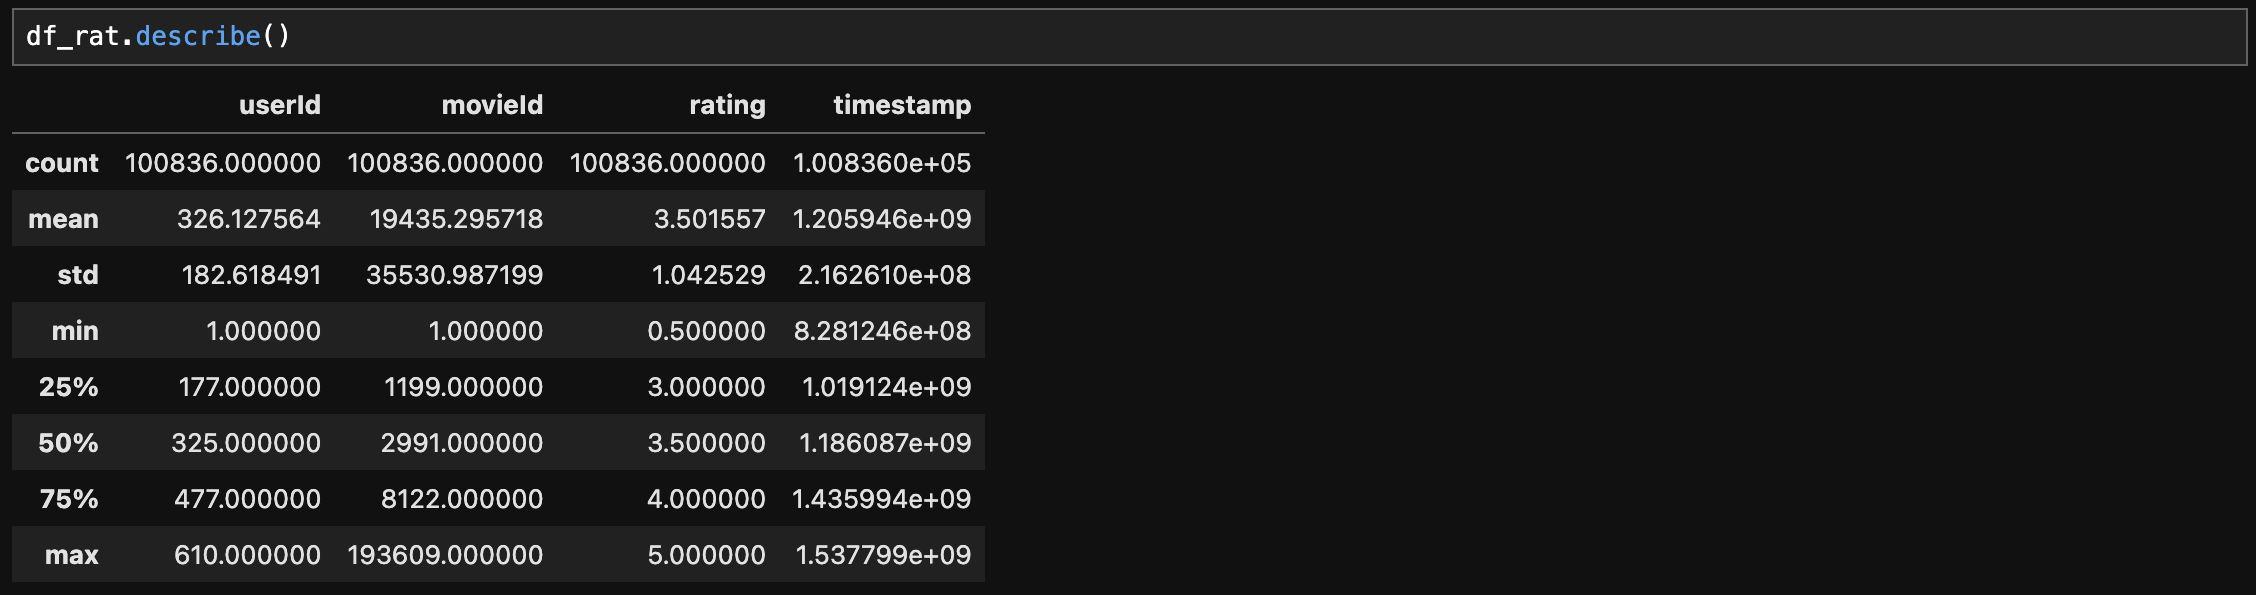 df_rat.describe()
userId movieId rating timestamp
count 100836.000000 100836.000000 100836.000000 1.008360e+05
mean 326.127564 19435.295718 3.501557 1.205946e+09
std 182.618491 35530.987199 1.042529 2.162610e+08
min 1.000000 1.000000 0.500000 8.281246e+08
25% 177.000000 1199.000000 3.000000 1.019124e+09
50% 325.000000 2991.000000 3.500000 1.186087e+09
75% 477.000000 8122.000000 4.000000 1.435994e+09
max 610.000000 193609.000000 5.000000 1.537799e+09